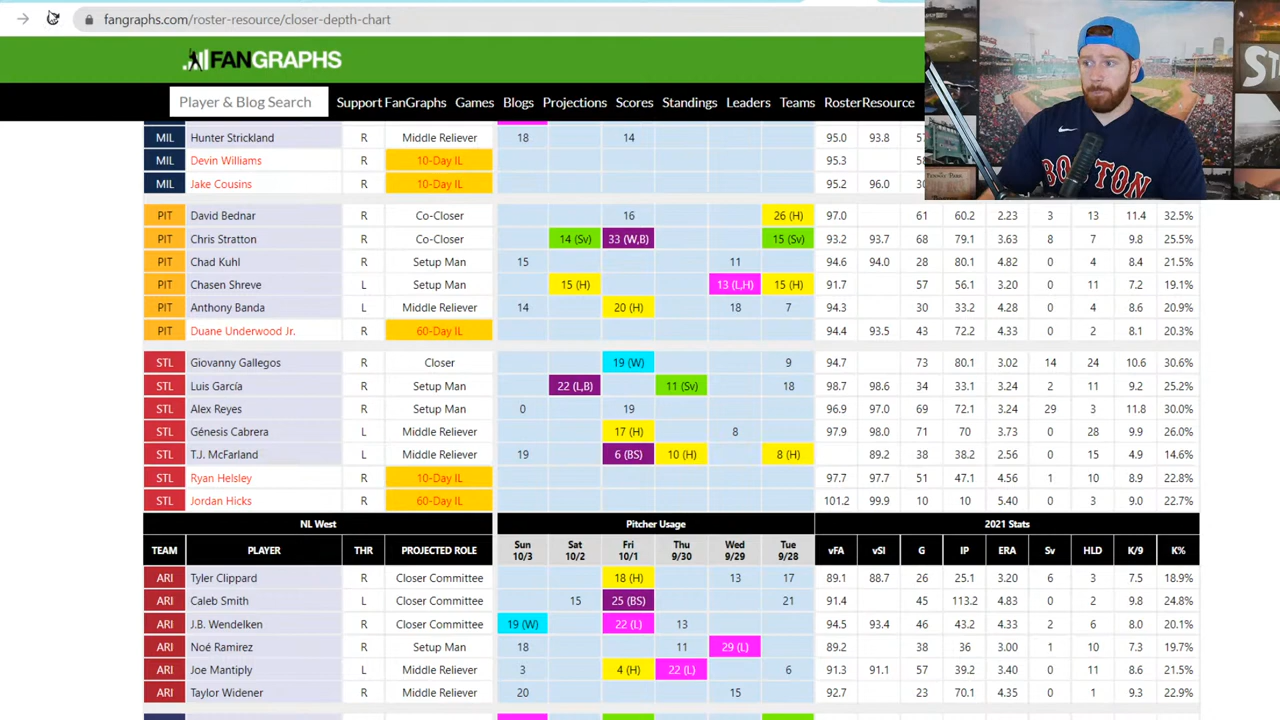 fangraphs.com/roster-resource/closer-depth-chart
FANGRAPHS
Player & Blog Search Support FanGraphs Games Blogs Projections Scores Standings Leaders Teams RosterResource
MIL Hunter Strickland R Middle Reliever 18 14 95.0 93.8
MIL Devin Williams R 10-Day IL 95.3
MIL Jake Cousins R 10-Day IL 95.2 96.0
PIT David Bednar R Co-Closer 16 26 (H) 97.0 61 60.2 2.23 3 13 11.4 32.5%
PIT Chris Stratton R Co-Closer 14 (Sv) 33 (W,B) 15 (Sv) 93.2 93.7 68 79.1 3.63 8 7 9.8 25.5%
PIT Chad Kuhl R Setup Man 15 11 94.6 94.0 28 80.1 4.82 0 4 8.4 21.5%
PIT Chasen Shreve L Setup Man 15 (H) 13 (L,H) 15 (H) 91.7 57 56.1 3.20 0 11 7.2 19.1%
PIT Anthony Banda L Middle Reliever 14 20 (H) 18 7 94.3 30 33.2 4.28 0 4 8.6 20.9%
PIT Duane Underwood Jr. R 60-Day IL 94.4 93.5 43 72.2 4.33 0 2 8.1 20.3%
STL Giovanny Gallegos R Closer 19 (W) 9 94.7 73 80.1 3.02 14 24 10.6 30.6%
STL Luis García R Setup Man 22 (L,B) 11 (Sv) 18 98.7 98.6 34 33.1 3.24 2 11 9.2 25.2%
STL Alex Reyes R Setup Man 0 19 96.9 97.0 69 72.1 3.24 29 3 11.8 30.0%
STL Génesis Cabrera L Middle Reliever 17 (H) 8 97.9 98.0 71 70 3.73 0 28 9.9 26.0%
STL T.J. McFarland L Middle Reliever 19 6 (BS) 10 (H) 8 (H) 89.2 38 38.2 2.56 0 15 4.9 14.6%
STL Ryan Helsley R 10-Day IL 97.7 97.7 51 47.1 4.56 1 10 8.9 22.8%
STL Jordan Hicks R 60-Day IL 101.2 99.9 10 10 5.40 0 3 9.0 22.7%
NL West Pitcher Usage 2021 Stats
TEAM PLAYER THR PROJECTED ROLE Sun 10/3 Sat 10/2 Fri 10/1 Thu 9/30 Wed 9/29 Tue 9/28 vFA vSI G IP ERA Sv HLD K/9 K%
ARI Tyler Clippard R Closer Committee 18 (H) 13 17 89.1 88.7 26 25.1 3.20 6 3 7.5 18.9%
ARI Caleb Smith L Closer Committee 15 25 (BS) 21 91.4 45 113.2 4.83 0 2 9.8 24.8%
ARI J.B. Wendelken R Closer Committee 19 (W) 22 (L) 13 94.5 93.4 46 43.2 4.33 2 6 8.0 20.1%
ARI Noé Ramirez R Setup Man 18 11 29 (L) 89.2 38 36 3.00 1 10 7.3 19.7%
ARI Joe Mantiply L Middle Reliever 3 4 (H) 22 (L) 6 91.3 91.1 57 39.2 3.40 0 11 8.6 21.5%
ARI Taylor Widener R Middle Reliever 20 15 92.7 23 70.1 4.35 0 1 9.3 22.9%
BOSTON